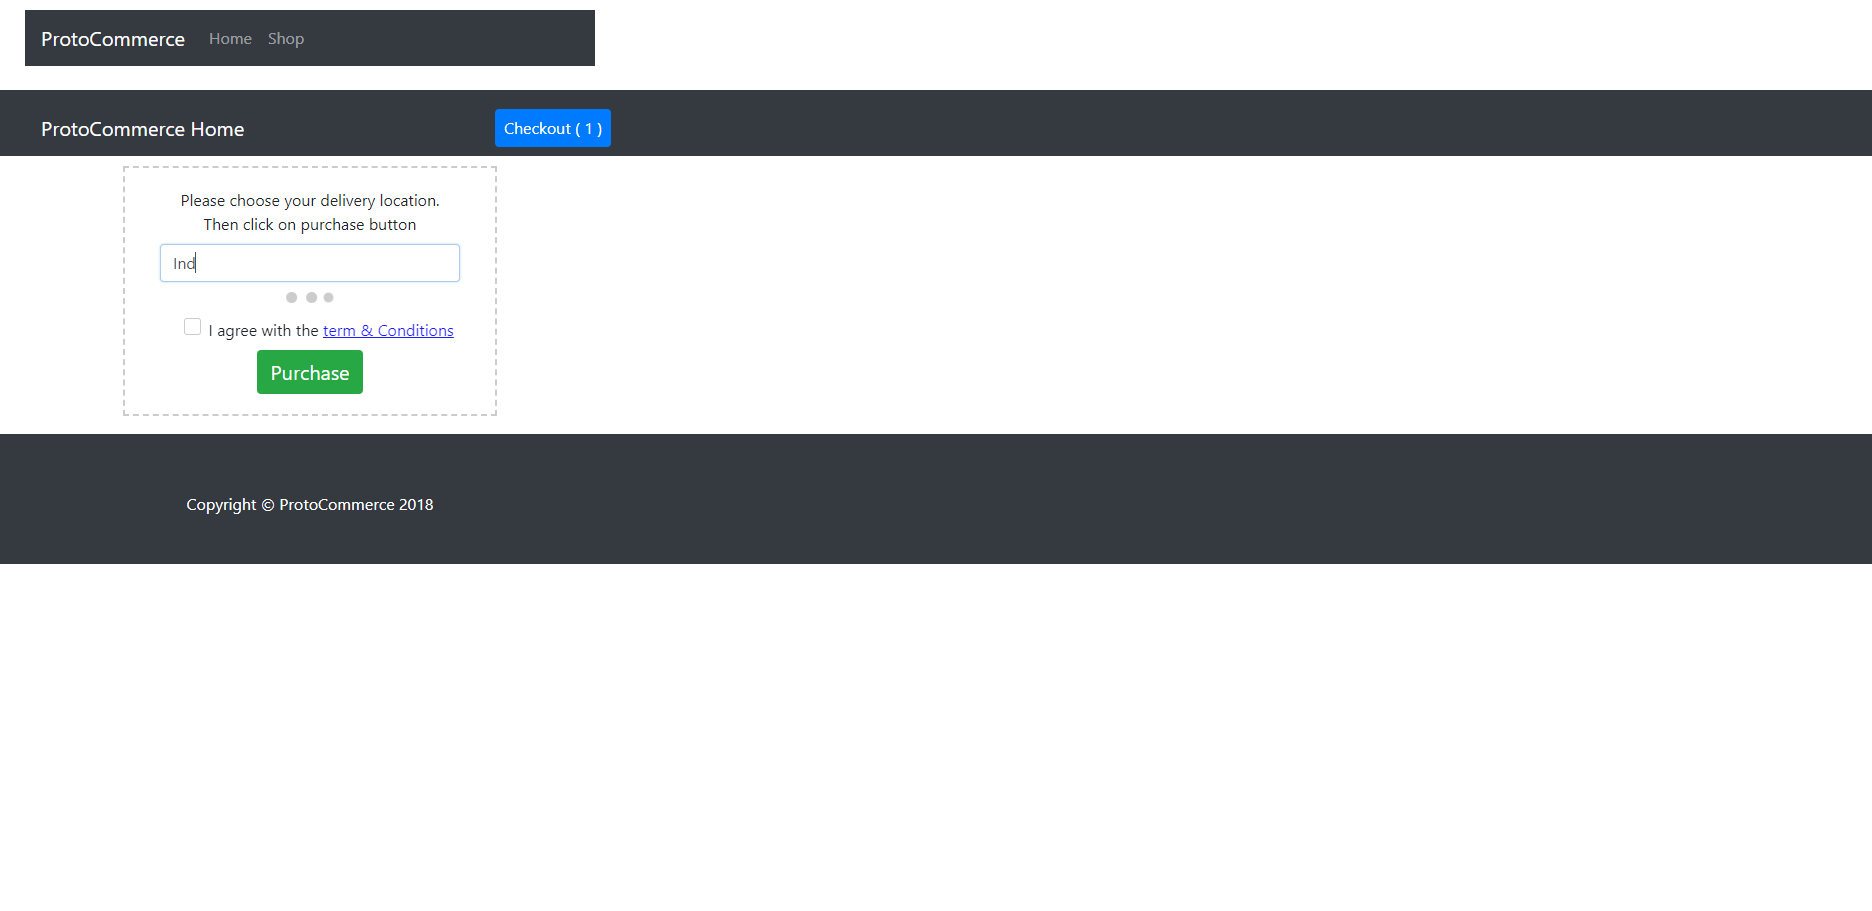 ProtoCommerce Home Shop
ProtoCommerce Home Checkout ( 1 )
Please choose your delivery location.
Then click on purchase button
Ind
I agree with the term & Conditions
Purchase
Copyright © ProtoCommerce 2018